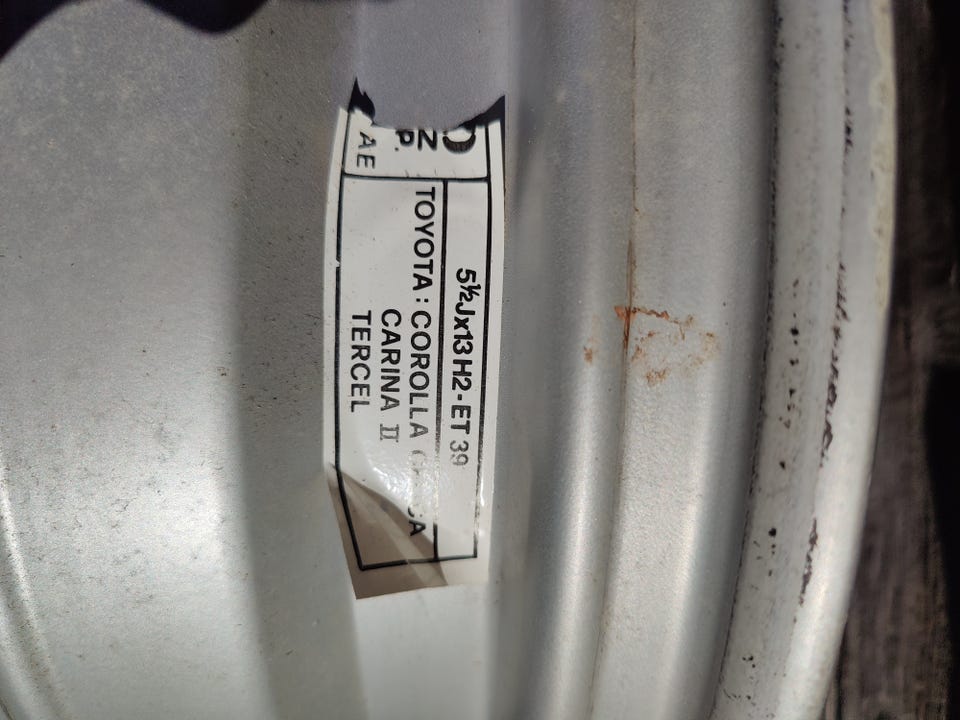 AE
5½Jx13 H2-ET 39
TOYOTA : COROLLA
CARINA II
TERCEL